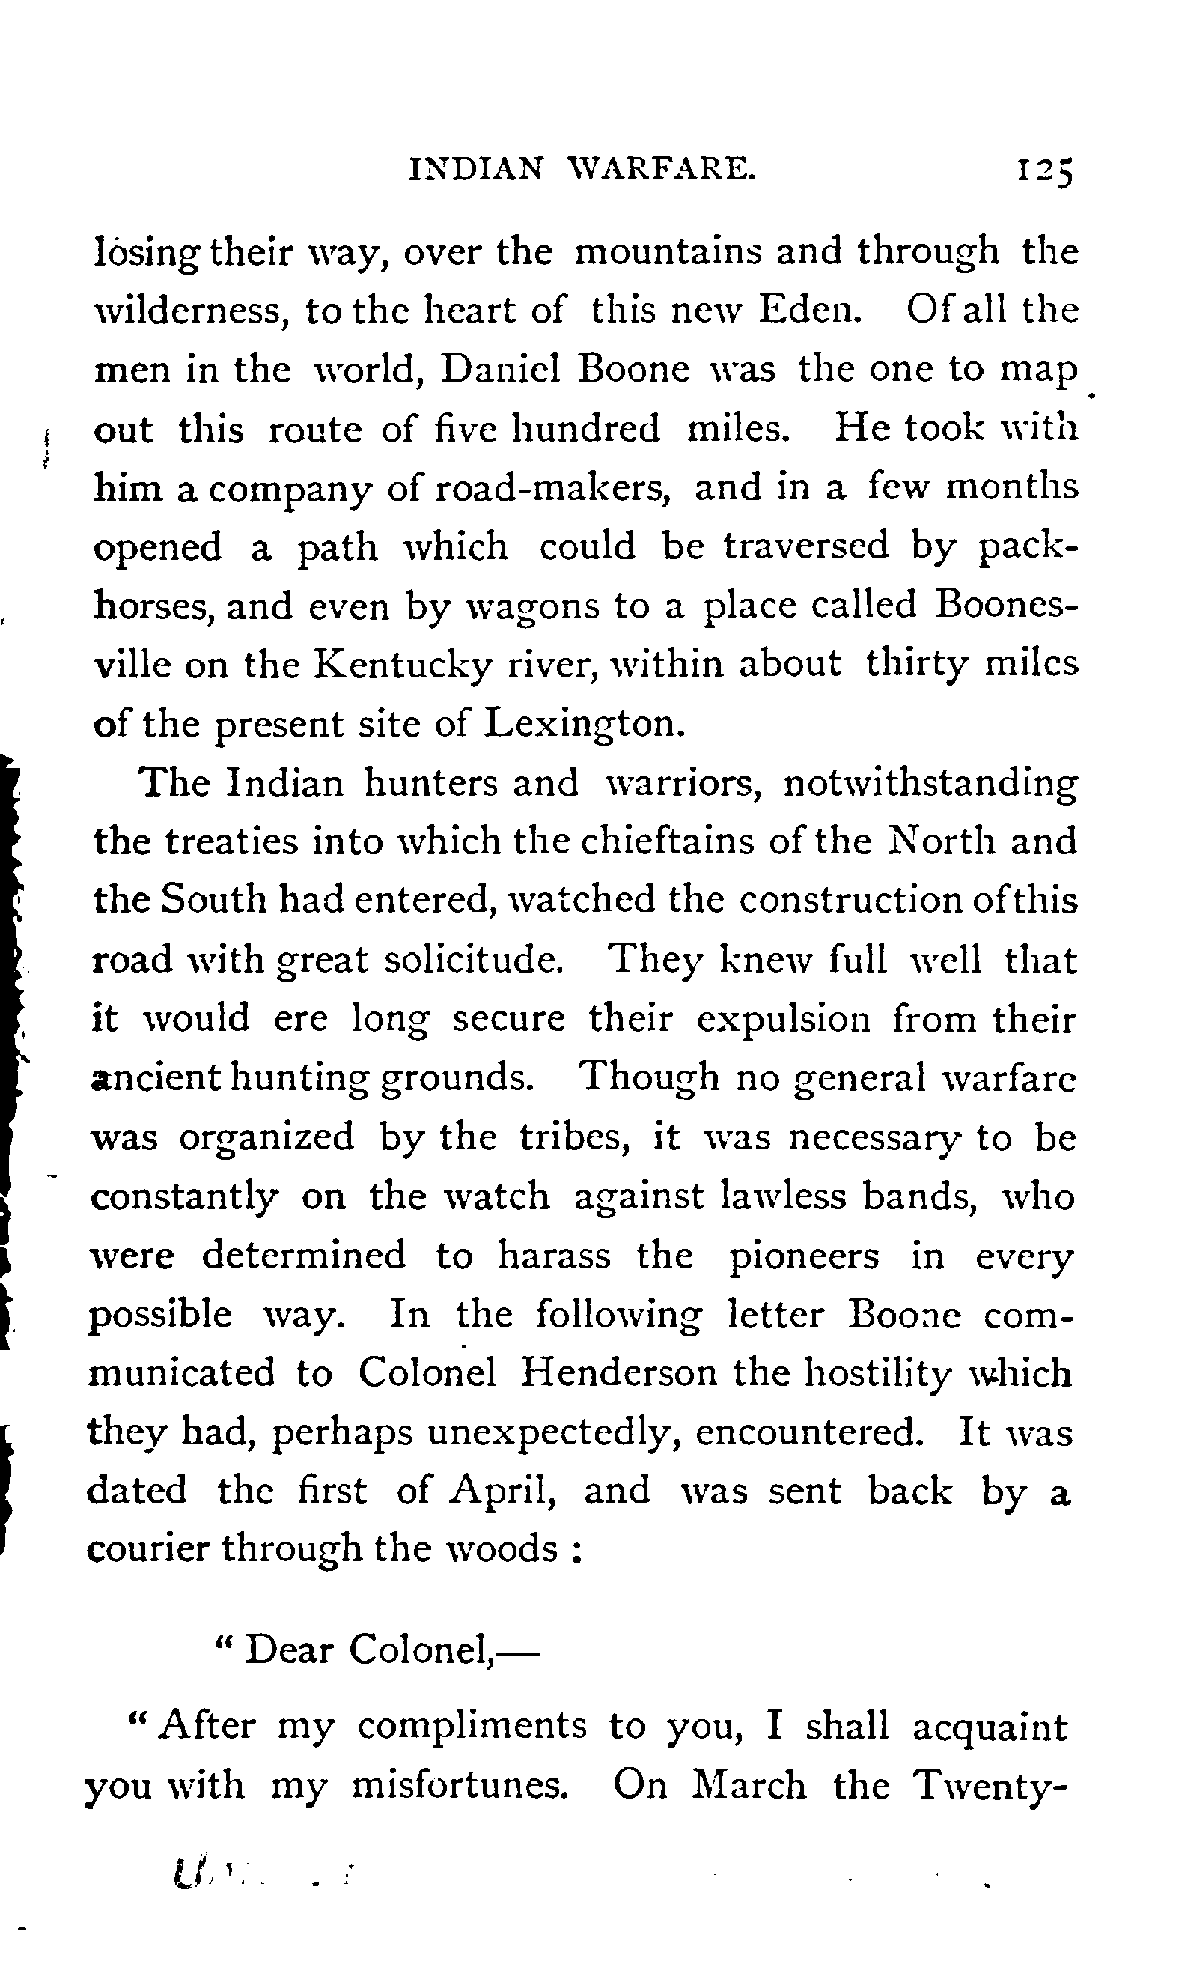 INDIAN WARFARE. 125
losing their way, over the mountains and through the
wilderness, to the heart of this new Eden. Of all the
men in the world, Daniel Boone was the one to map
out this route of five hundred miles. He took with
him a company of road-makers, and in a few months
opened a path which could be traversed by pack-
horses, and even by wagons to a place called Boones-
ville on the Kentucky river, within about thirty miles
of the present site of Lexington.
The Indian hunters and warriors, notwithstanding
the treaties into which the chieftains of the North and
the South had entered, watched the construction of this
road with great solicitude. They knew full well that
it would ere long secure their expulsion from their
ancient hunting grounds. Though no general warfare
was organized by the tribes, it was necessary to be
constantly on the watch against lawless bands, who
were determined to harass the pioneers in every
possible way. In the following letter Boone com-
municated to Colonel Henderson the hostility which
they had, perhaps unexpectedly, encountered. It was
dated the first of April, and was sent back by a
courier through the woods :
“ Dear Colonel,—
“ After my compliments to you, I shall acquaint
you with my misfortunes. On March the Twenty-